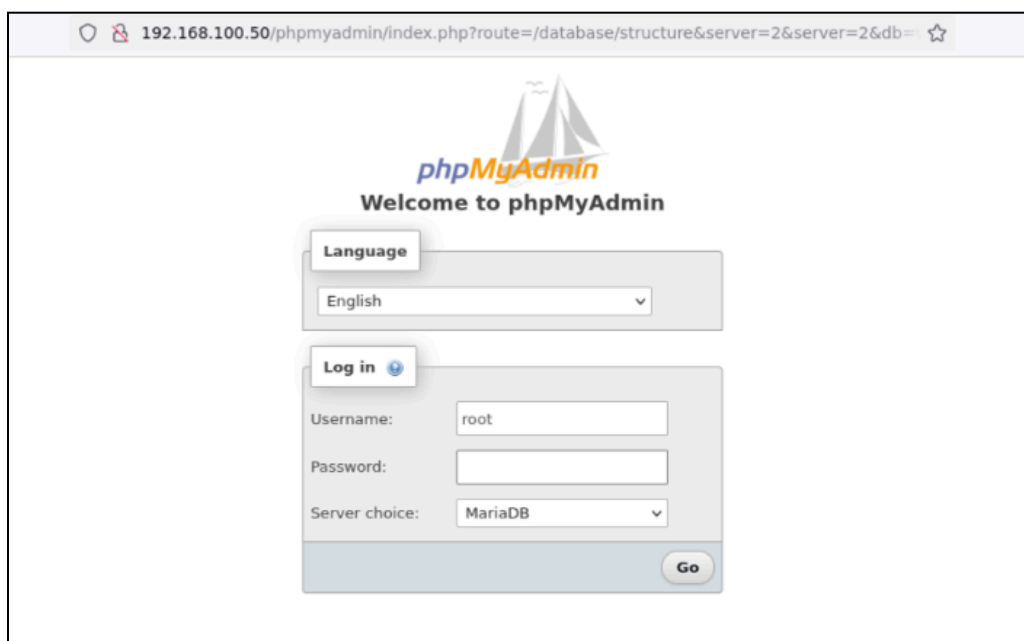 192.168.100.50/phpmyadmin/index.php?route=/database/structure&server=2&server=2&db=
phpMyAdmin
Welcome to phpMyAdmin
Language
English
Log in
Username: root
Password:
Server choice: MariaDB
Go